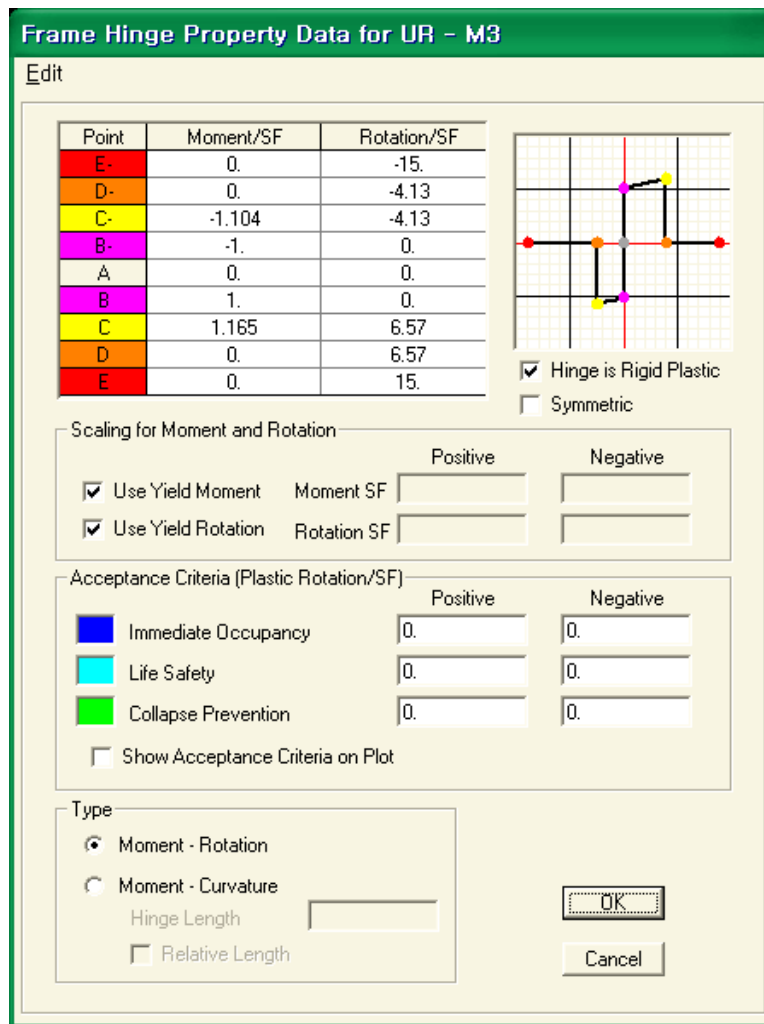 Frame Hinge Property Data for UR - M3
Edit
Point Moment/SF Rotation/SF
E- 0. -15.
D- 0. -4.13
C- -1.104 -4.13
B- -1. 0.
A 0. 0.
B 1. 0.
C 1.165 6.57
D 0. 6.57
E 0. 15.
Hinge is Rigid Plastic
Symmetric
Scaling for Moment and Rotation
Positive Negative
Use Yield Moment Moment SF
Use Yield Rotation Rotation SF
Acceptance Criteria (Plastic Rotation/SF)
Positive Negative
Immediate Occupancy 0. 0.
Life Safety 0. 0.
Collapse Prevention 0. 0.
Show Acceptance Criteria on Plot
Type
Moment - Rotation
Moment - Curvature
Hinge Length
Relative Length
OK
Cancel